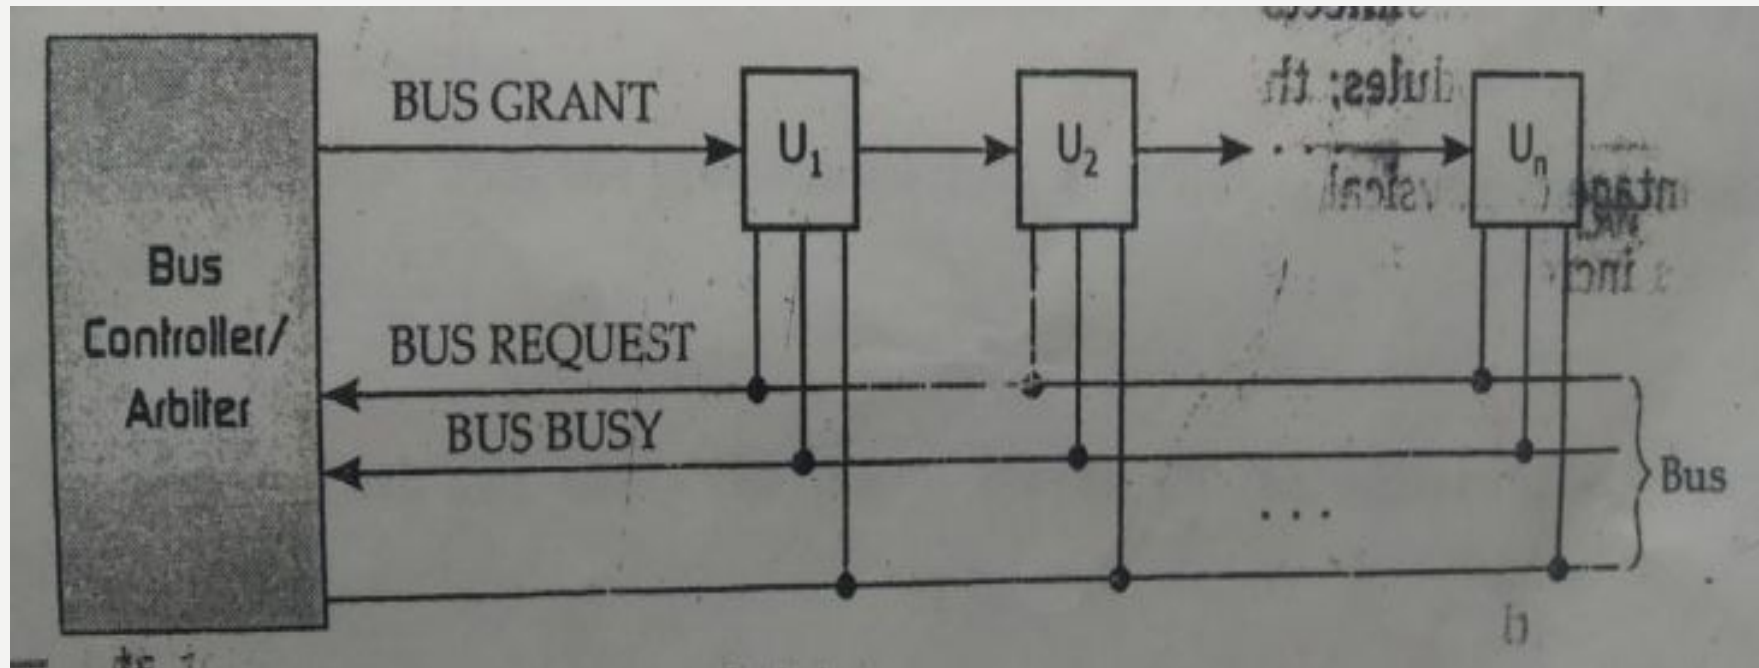 BUS GRANT
U1
U2
Un
Bus
Controller/
Arbiter
BUS REQUEST
BUS BUSY
Bus